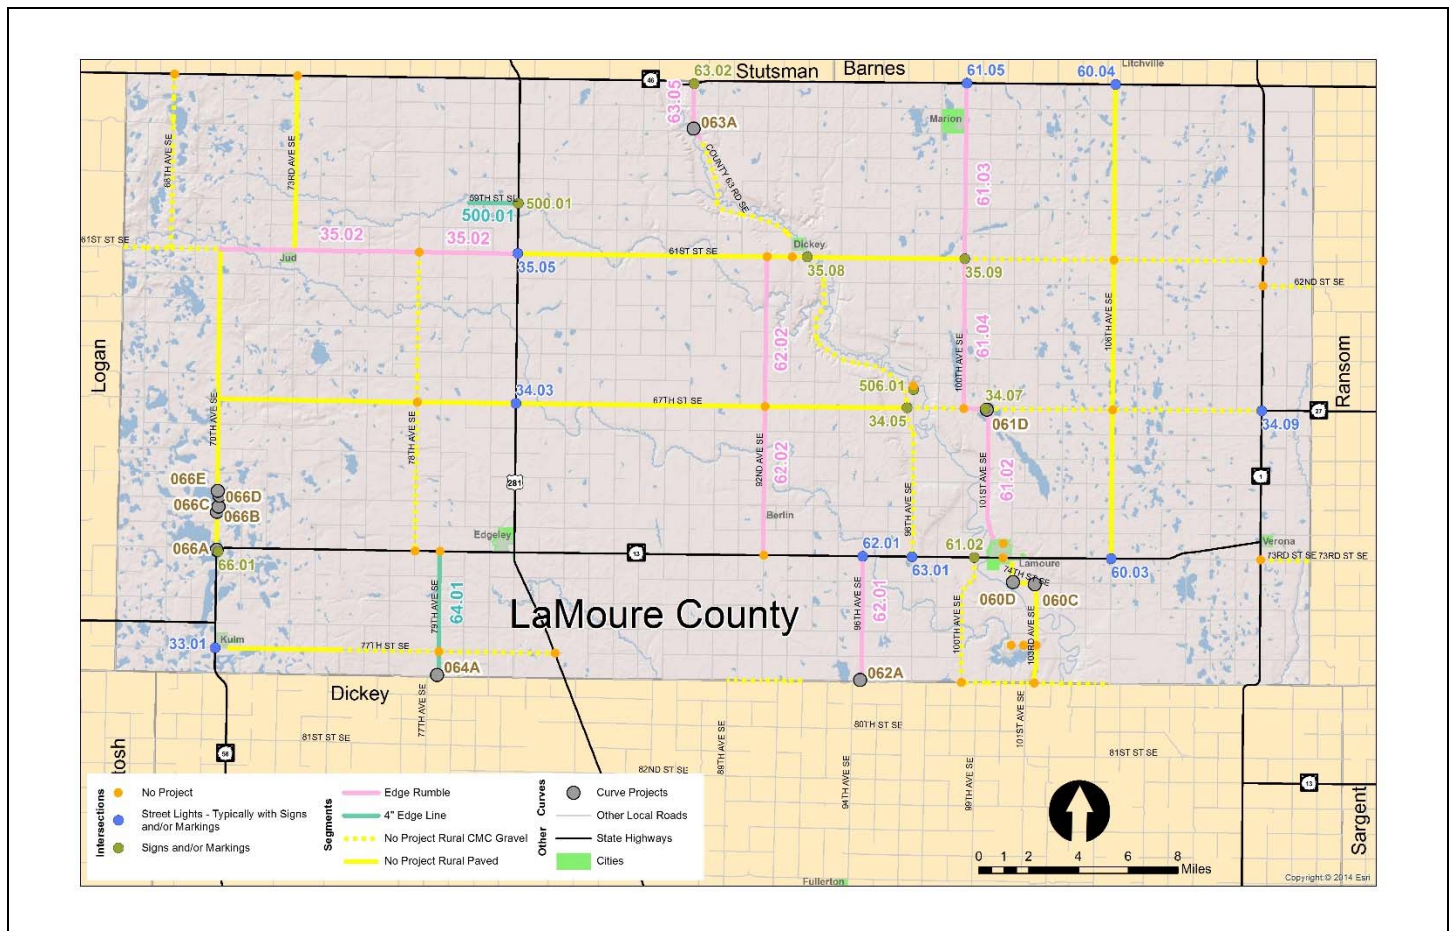 Stutsman
Barnes
Litchville
46
63.02
61.05
60.04
63.05
063A
Marion
68TH AVE SE
73RD AVE SE
COUNTY 63 RD SE
61.03
59TH ST SE
500.01
500.01
61ST ST SE
35.02
35.02
Jud
35.05
61ST ST SE
Dickey
35.08
35.09
62ND ST SE
Logan
Ransom
62.02
100TH AVE SE
61.04
106TH AVE SE
506.01
34.03
67TH ST SE
34.05
34.07
061D
27
34.09
70TH AVE SE
78TH AVE SE
92ND AVE SE
62.02
98TH AVE SE
101ST AVE SE
61.02
066E
066D
066C
066B
281
1
Berlin
Edgeley
066A
66.01
13
62.01
63.01
61.02
Lamoure
60.03
Verona
73RD ST SE
73RD ST SE
74TH ST SE
060D
060C
79TH AVE SE
64.01
LaMoure County
96TH AVE SE
62.01
100TH AVE SE
103RD AVE SE
33.01
Kulm
77TH ST SE
064A
062A
Dickey
77TH AVE SE
81ST ST SE
89TH AVE SE
80TH ST SE
101ST AVE SE
82ND ST SE
94TH AVE SE
99TH AVE SE
81ST ST SE
tosh
56
13
Sargent
Intersections
No Project
Street Lights - Typically with Signs
and/or Markings
Signs and/or Markings
Segments
Edge Rumble
4" Edge Line
No Project Rural CMC Gravel
No Project Rural Paved
Curves
Curve Projects
Other
Other Local Roads
State Highways
Cities
0 1 2 4 6 8
Miles
Fullerton
Copyright © 2014 Esri